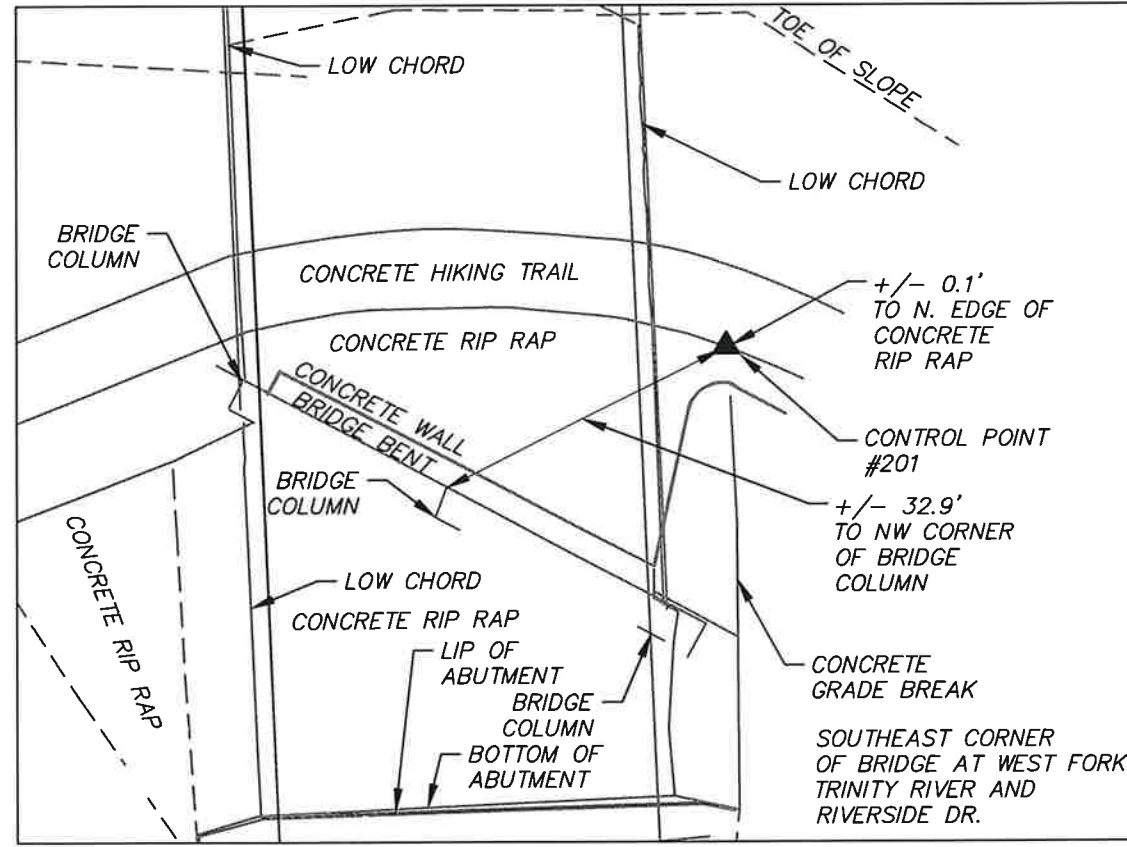 TOE OF SLOPE
LOW CHORD
LOW CHORD
BRIDGE
COLUMN
CONCRETE HIKING TRAIL
+/- 0.1'
TO N. EDGE OF
CONCRETE
RIP RAP
CONCRETE RIP RAP
CONCRETE WALL
BRIDGE BENT
CONTROL POINT
#201
BRIDGE
COLUMN
+/- 32.9'
TO NW CORNER
OF BRIDGE
COLUMN
CONCRETE RIP RAP
LOW CHORD
CONCRETE RIP RAP
LIP OF
ABUTMENT
BRIDGE
COLUMN
CONCRETE
GRADE BREAK
BOTTOM OF
ABUTMENT
SOUTHEAST CORNER
OF BRIDGE AT WEST FORK
TRINITY RIVER AND
RIVERSIDE DR.